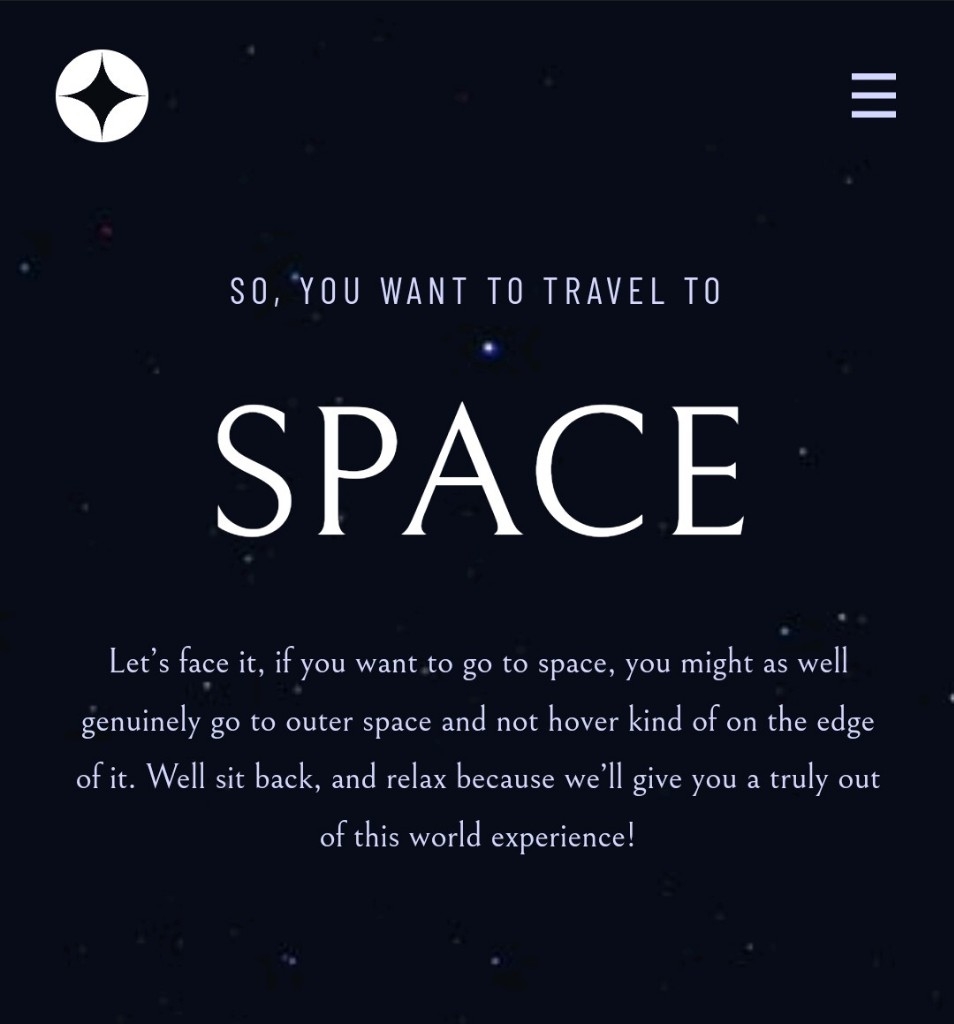 SO, YOU WANT TO TRAVEL TO
SPACE
Let’s face it, if you want to go to space, you might as well
genuinely go to outer space and not hover kind of on the edge
of it. Well sit back, and relax because we’ll give you a truly out
of this world experience!